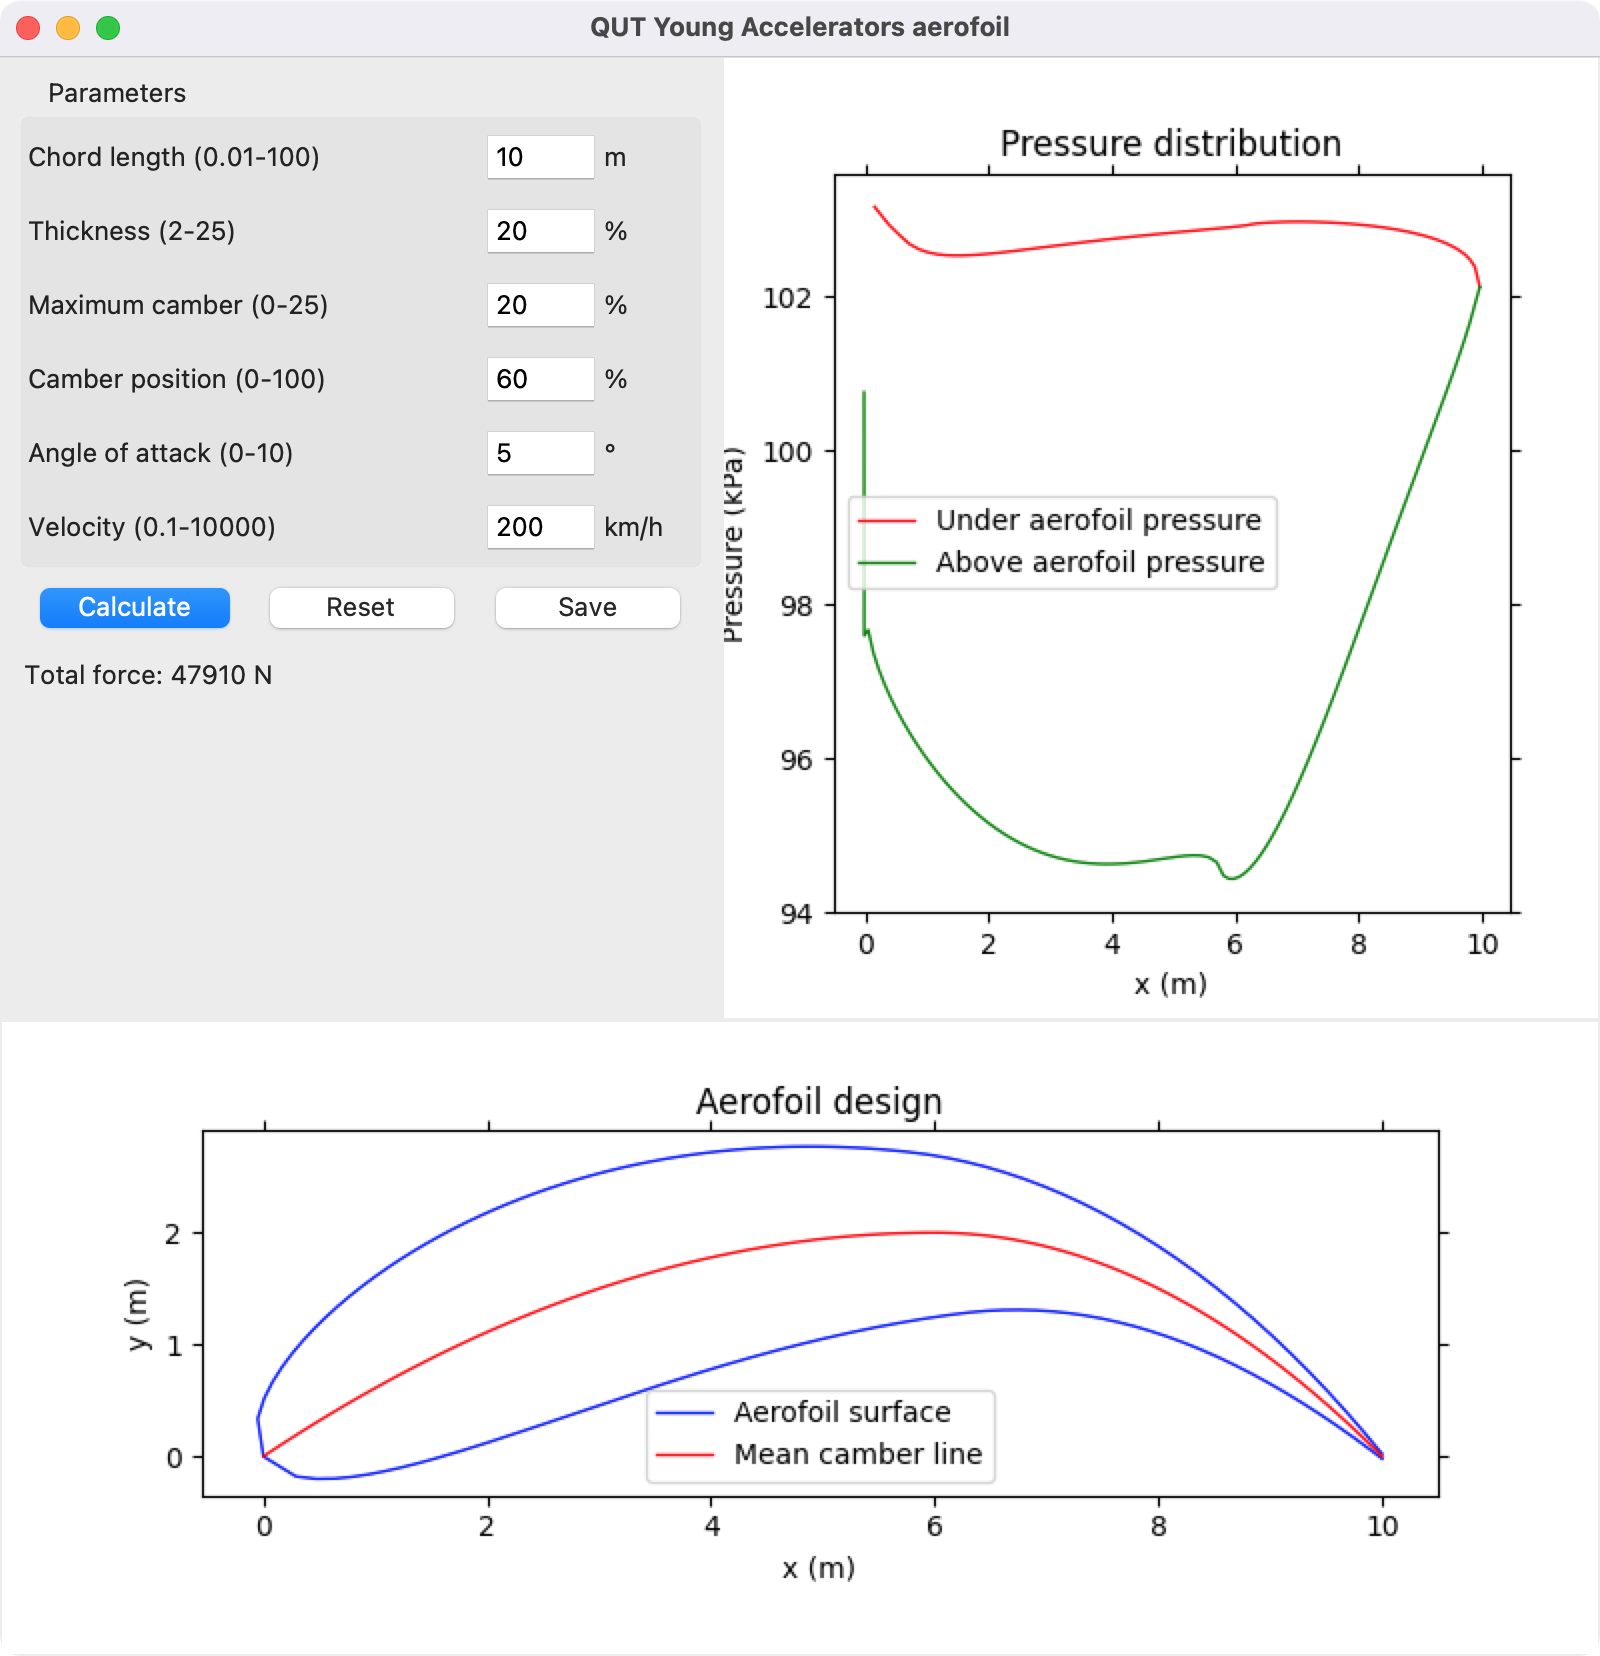 QUT Young Accelerators aerofoil
Parameters
Chord length (0.01-100) 10 m
Thickness (2-25) 20 %
Maximum camber (0-25) 20 %
Camber position (0-100) 60 %
Angle of attack (0-10) 5 °
Velocity (0.1-10000) 200 km/h
Calculate Reset Save
Total force: 47910 N
Pressure distribution
102
100
98
96
94
Pressure (kPa)
Under aerofoil pressure
Above aerofoil pressure
0 2 4 6 8 10
x (m)
Aerofoil design
2
1
0
y (m)
Aerofoil surface
Mean camber line
0 2 4 6 8 10
x (m)